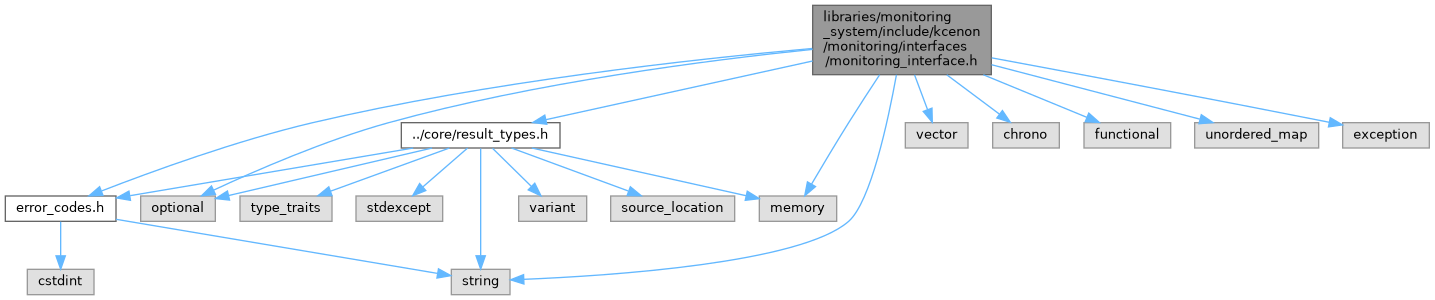 libraries/monitoring
_system/include/kcenon
/monitoring/interfaces
/monitoring_interface.h
../core/result_types.h
vector
chrono
functional
unordered_map
exception
error_codes.h
optional
type_traits
stdexcept
variant
source_location
memory
cstdint
string